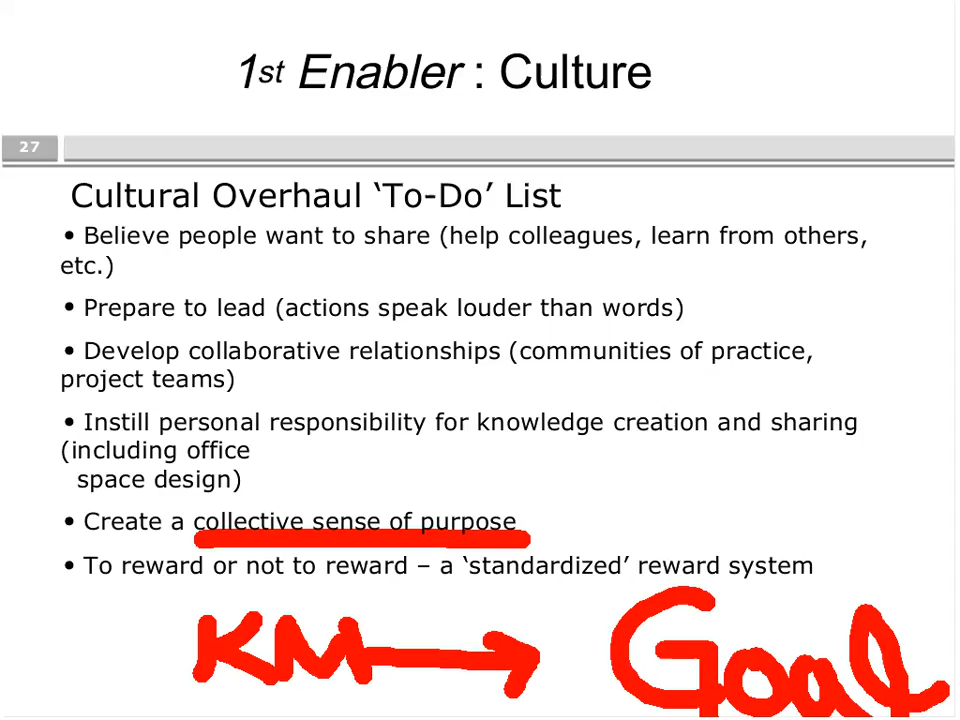 1st Enabler : Culture
27
Cultural Overhaul ‘To-Do’ List
• Believe people want to share (help colleagues, learn from others,
etc.)
• Prepare to lead (actions speak louder than words)
• Develop collaborative relationships (communities of practice,
project teams)
• Instill personal responsibility for knowledge creation and sharing
(including office
space design)
• Create a collective sense of purpose
• To reward or not to reward – a ‘standardized’ reward system
KM → Goal